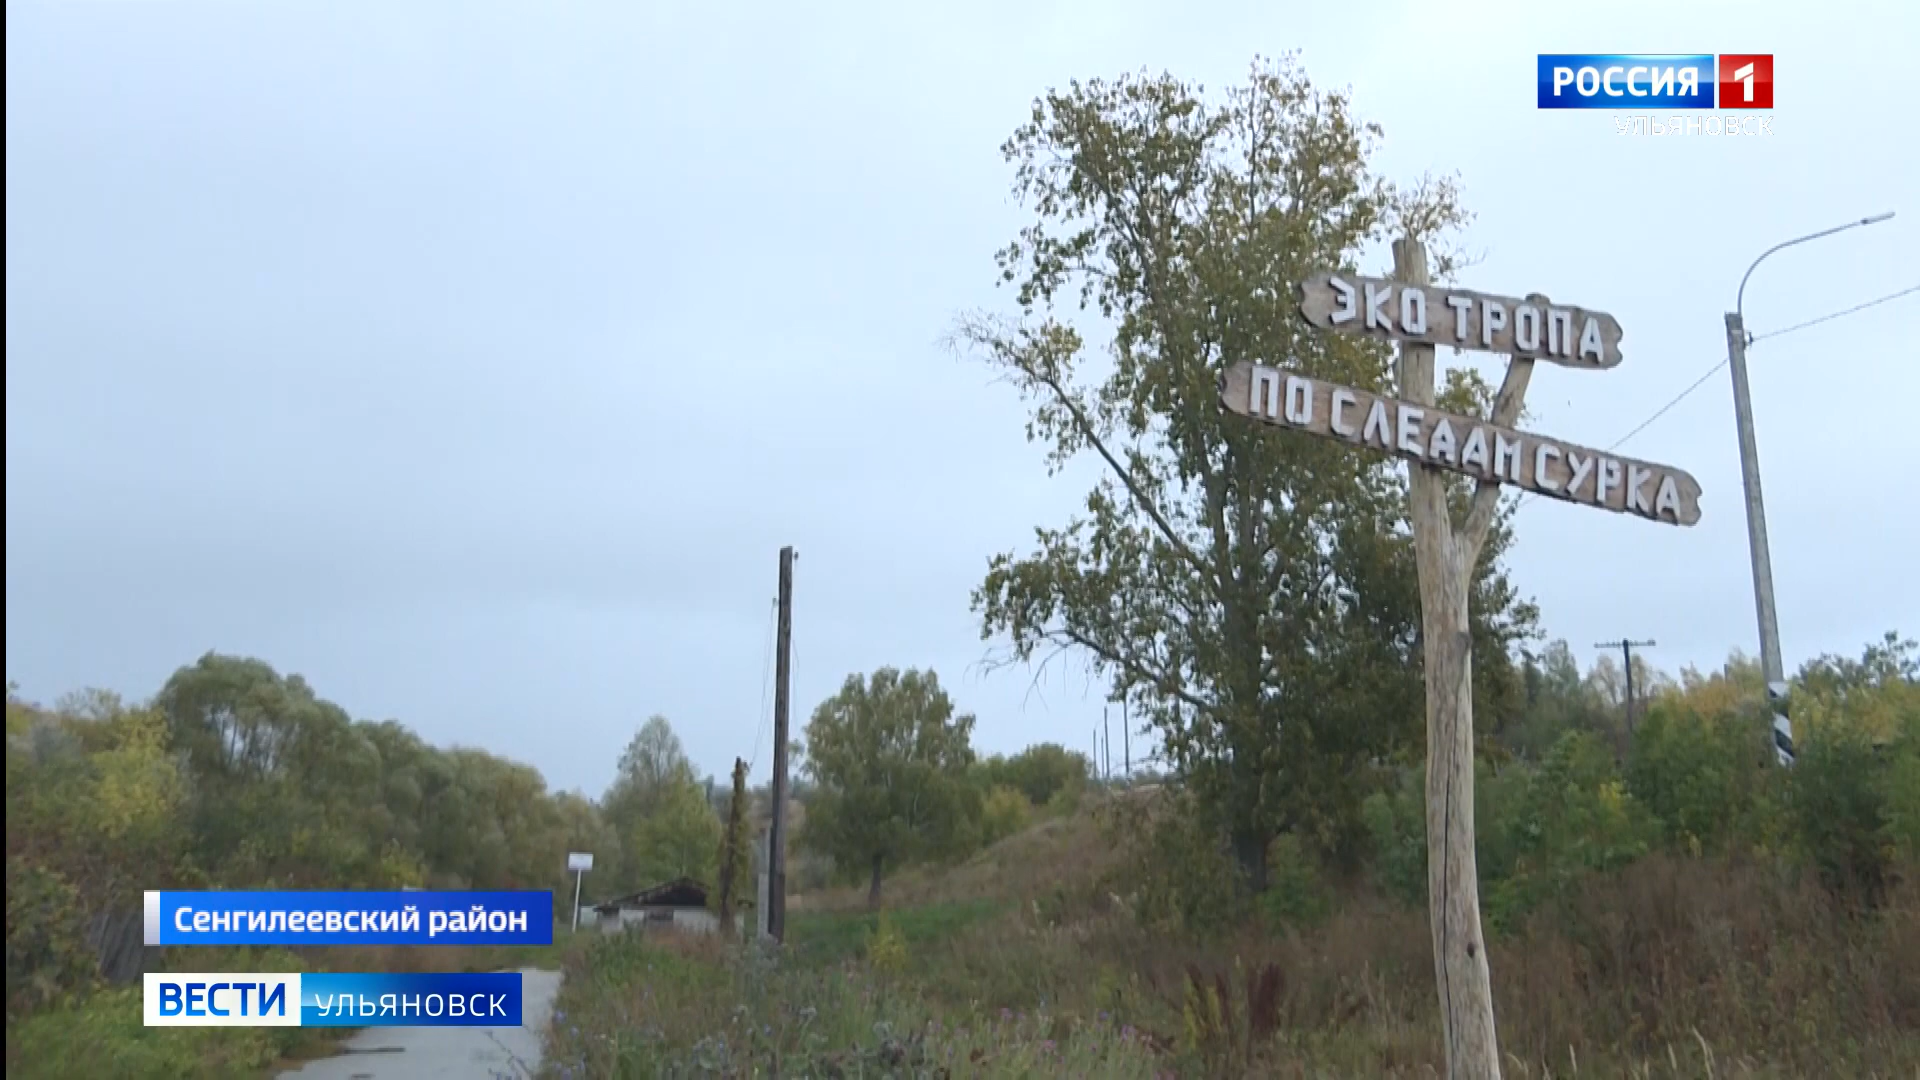 РОССИЯ 1
УЛЬЯНОВСК
ЭКО ТРОПА
ПО СЛЕДАМ СУРКА
Сенгилеевский район
ВЕСТИ УЛЬЯНОВСК